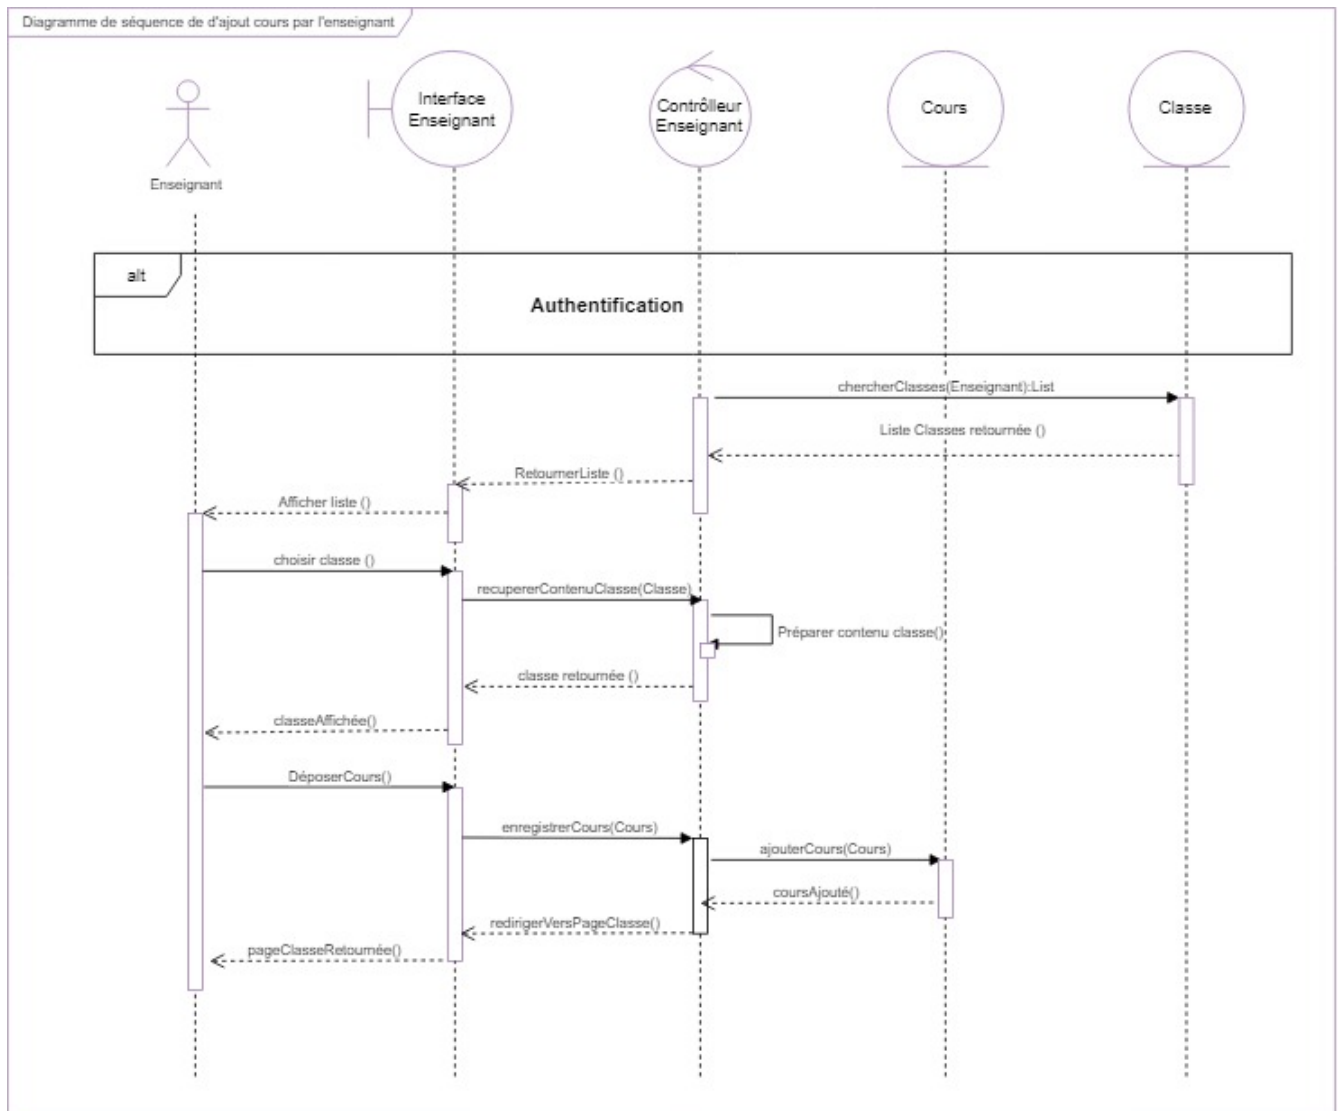 Diagramme de séquence de d'ajout cours par l'enseignant
Interface
Enseignant
Contrôlleur
Enseignant
Cours
Classe
Enseignant
alt
Authentification
chercherClasses(Enseignant):List
Liste Classes retournée ()
RetournerListe ()
Afficher liste ()
choisir classe ()
recupererContenuClasse(Classe)
Préparer contenu classe()
classe retournée ()
classeAffichée()
DéposerCours()
enregistrerCours(Cours)
ajouterCours(Cours)
coursAjouté()
redirigerVersPageClasse()
pageClasseRetournée()